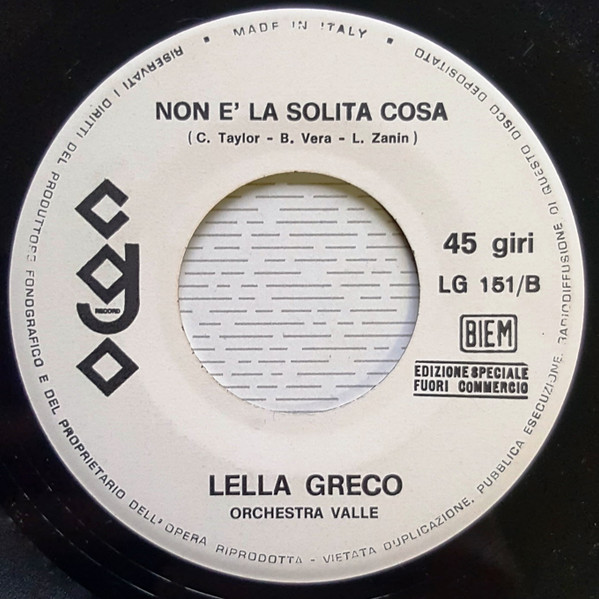 MADE IN ITALY
RISERVATI I DIRITTI DEL PRODUTTORE FONOGRAFICO E DEL PROPRIETARIO DELL'OPERA RIPRODOTTA - VIETATA DUPLICAZIONE, PUBBLICA ESECUZIONE, RADIODIFFUSIONE DI QUESTO DISCO DEPOSITATO
NON E' LA SOLITA COSA
(C. Taylor - B. Vera - L. Zanin)
cgo
RECORD
45 giri
LG 151/B
BIEM
EDIZIONE SPECIALE
FUORI COMMERCIO
LELLA GRECO
ORCHESTRA VALLE